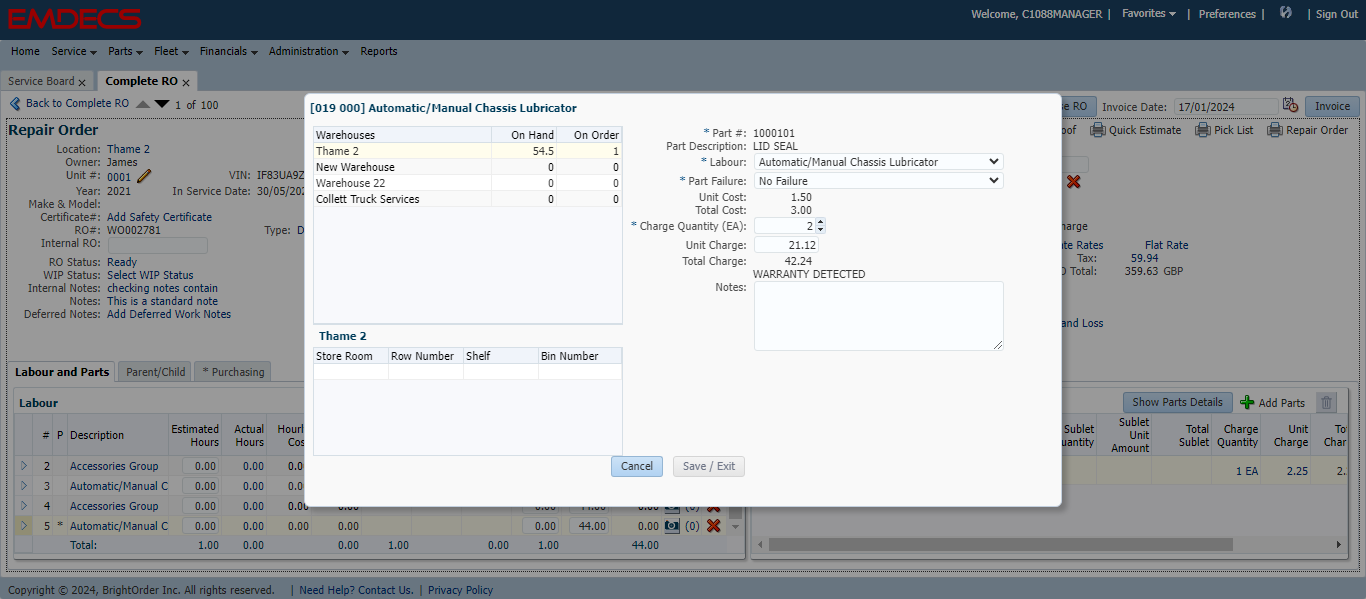 EMDECS
Welcome, C1088MANAGER | Favorites | Preferences | | Sign Out
Home Service Parts Fleet Financials Administration Reports
Service Board x Complete RO x
Back to Complete RO 1 of 100
RO Invoice Date: 17/01/2024 Invoice
Repair Order
Quick Estimate Pick List Repair Order
Location: Thame 2
Owner: James
Unit #: 0001 VIN: IF83UA9Z
Year: 2021 In Service Date: 30/05/202
Make & Model:
Certificate#: Add Safety Certificate
RO#: WO002781 Type: D
Internal RO:
RO Status: Ready
WIP Status: Select WIP Status
Internal Notes: checking notes contain
Notes: This is a standard note
Deferred Notes: Add Deferred Work Notes
Rates Flat Rate
Tax: 59.94
Total: 359.63 GBP
and Loss
[019 000] Automatic/Manual Chassis Lubricator
Warehouses On Hand On Order
Thame 2 54.5 1
New Warehouse 0 0
Warehouse 22 0 0
Collett Truck Services 0 0
Thame 2
Store Room Row Number Shelf Bin Number
* Part #: 1000101
Part Description: LID SEAL
* Labour: Automatic/Manual Chassis Lubricator
* Part Failure: No Failure
Unit Cost: 1.50
Total Cost: 3.00
* Charge Quantity (EA): 2
Unit Charge: 21.12
Total Charge: 42.24
WARRANTY DETECTED
Notes:
Cancel Save / Exit
Labour and Parts Parent/Child * Purchasing
Labour
# P Description Estimated Hours Actual Hours
2 Accessories Group 0.00 0.00 0.00
3 Automatic/Manual C 0.00 0.00 0.00
4 Accessories Group 0.00 0.00 0.00
5 * Automatic/Manual C 0.00 0.00 0.00 0.00 0.00 44.00 0.00 (0)
Total: 1.00 0.00 0.00 1.00 0.00 1.00 44.00
Show Parts Details Add Parts
Sublet Sublet Unit Amount Total Sublet Charge Quantity Unit Charge
1 EA 2.25 2.
Copyright © 2024, BrightOrder Inc. All rights reserved. | Need Help? Contact Us. | Privacy Policy